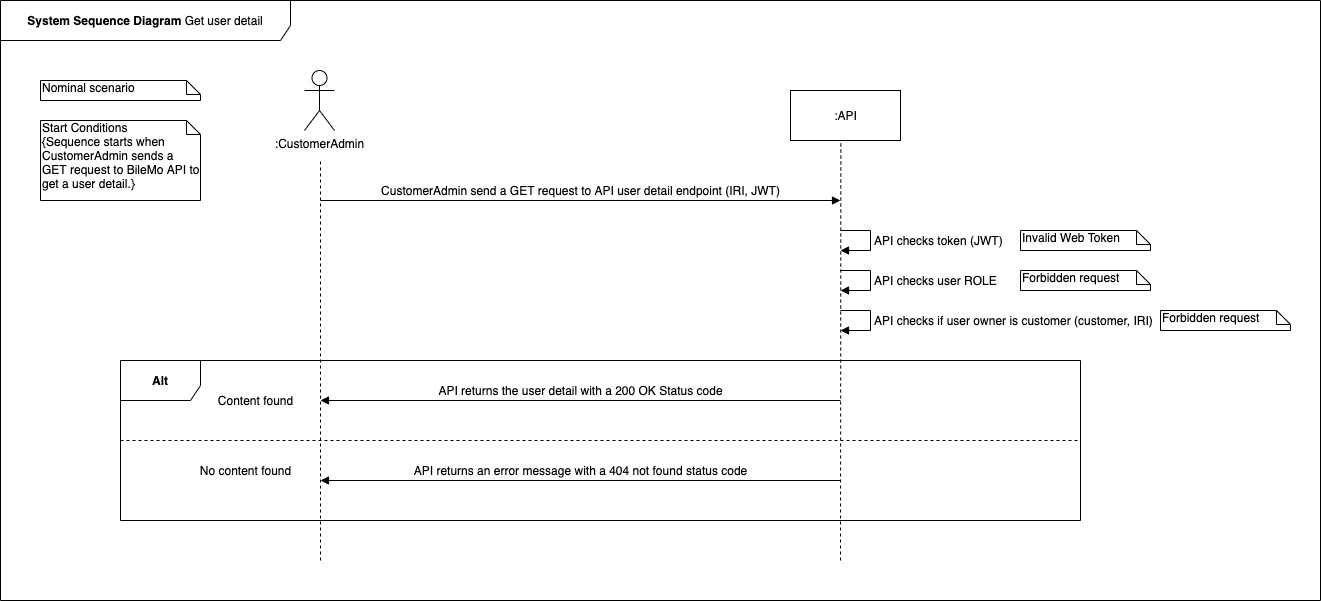 System Sequence Diagram Get user detail
Nominal scenario
Start Conditions
{Sequence starts when
CustomerAdmin sends a
GET request to BileMo API to
get a user detail.}
:CustomerAdmin
:API
CustomerAdmin send a GET request to API user detail endpoint (IRI, JWT)
API checks token (JWT)
Invalid Web Token
API checks user ROLE
Forbidden request
API checks if user owner is customer (customer, IRI)
Forbidden request
Alt
Content found
API returns the user detail with a 200 OK Status code
No content found
API returns an error message with a 404 not found status code